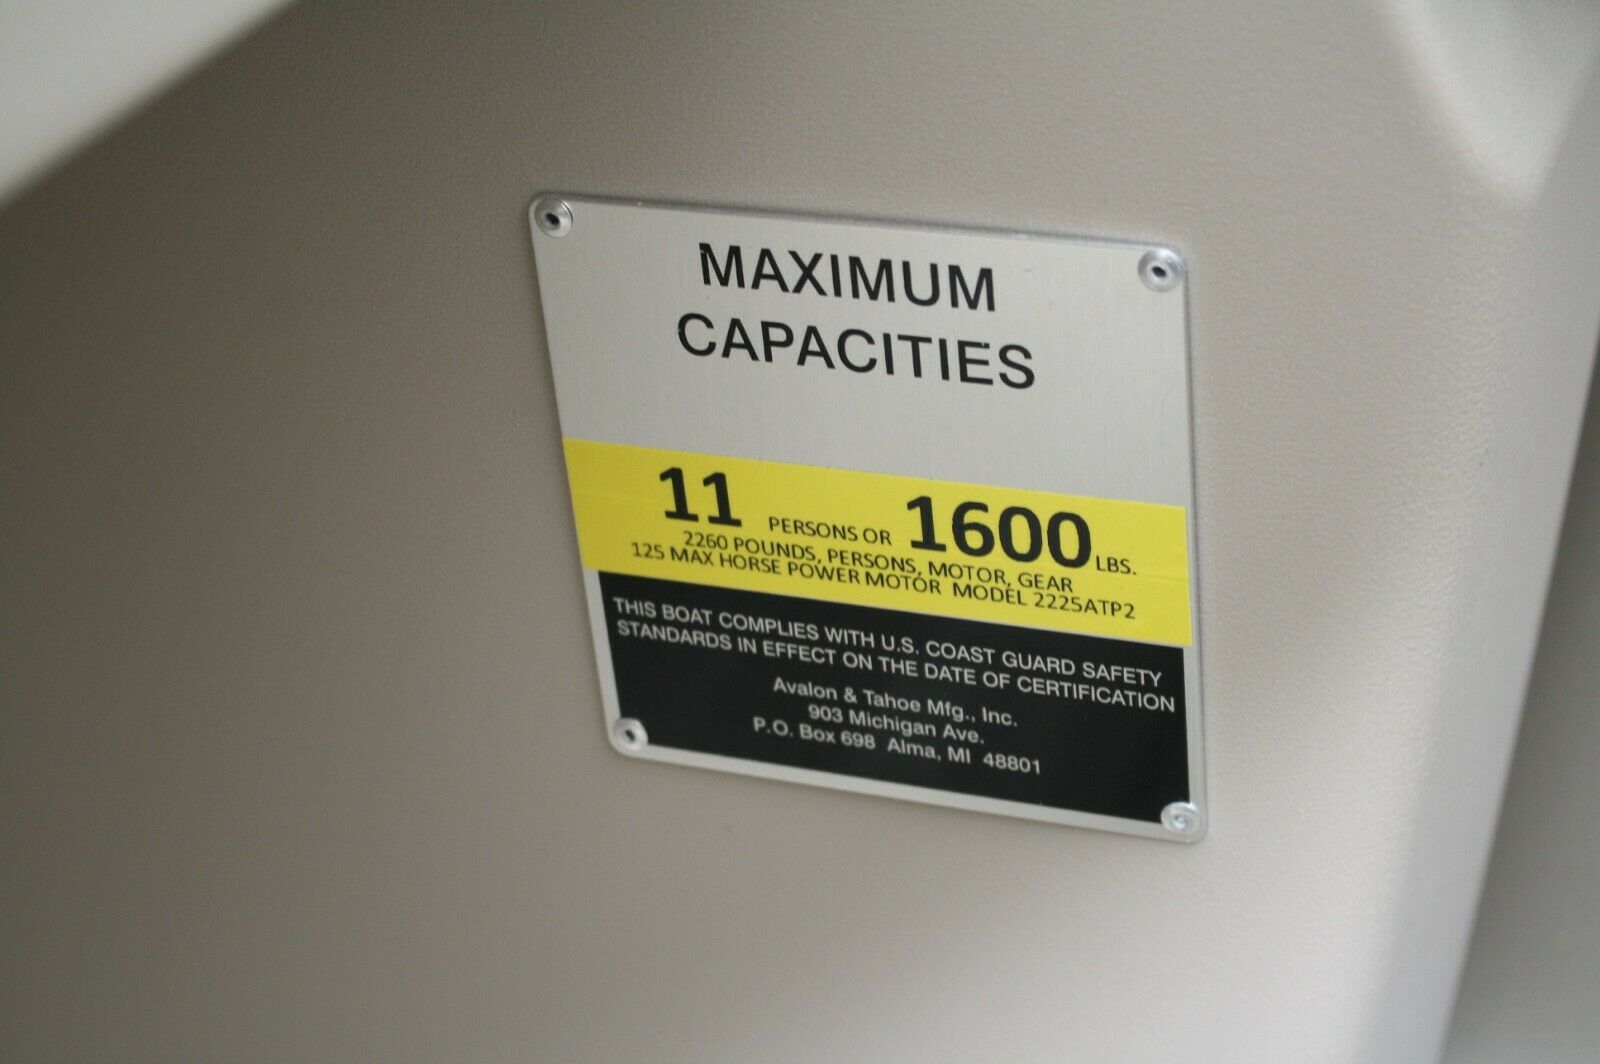 MAXIMUM
CAPACITIES
11 PERSONS OR 1600 LBS.
2260 POUNDS, PERSONS, MOTOR, GEAR
125 MAX HORSE POWER MOTOR MODEL 2225ATP2
THIS BOAT COMPLIES WITH U.S. COAST GUARD SAFETY
STANDARDS IN EFFECT ON THE DATE OF CERTIFICATION
Avalon & Tahoe Mfg., Inc.
903 Michigan Ave.
P.O. Box 698 Alma, MI 48801